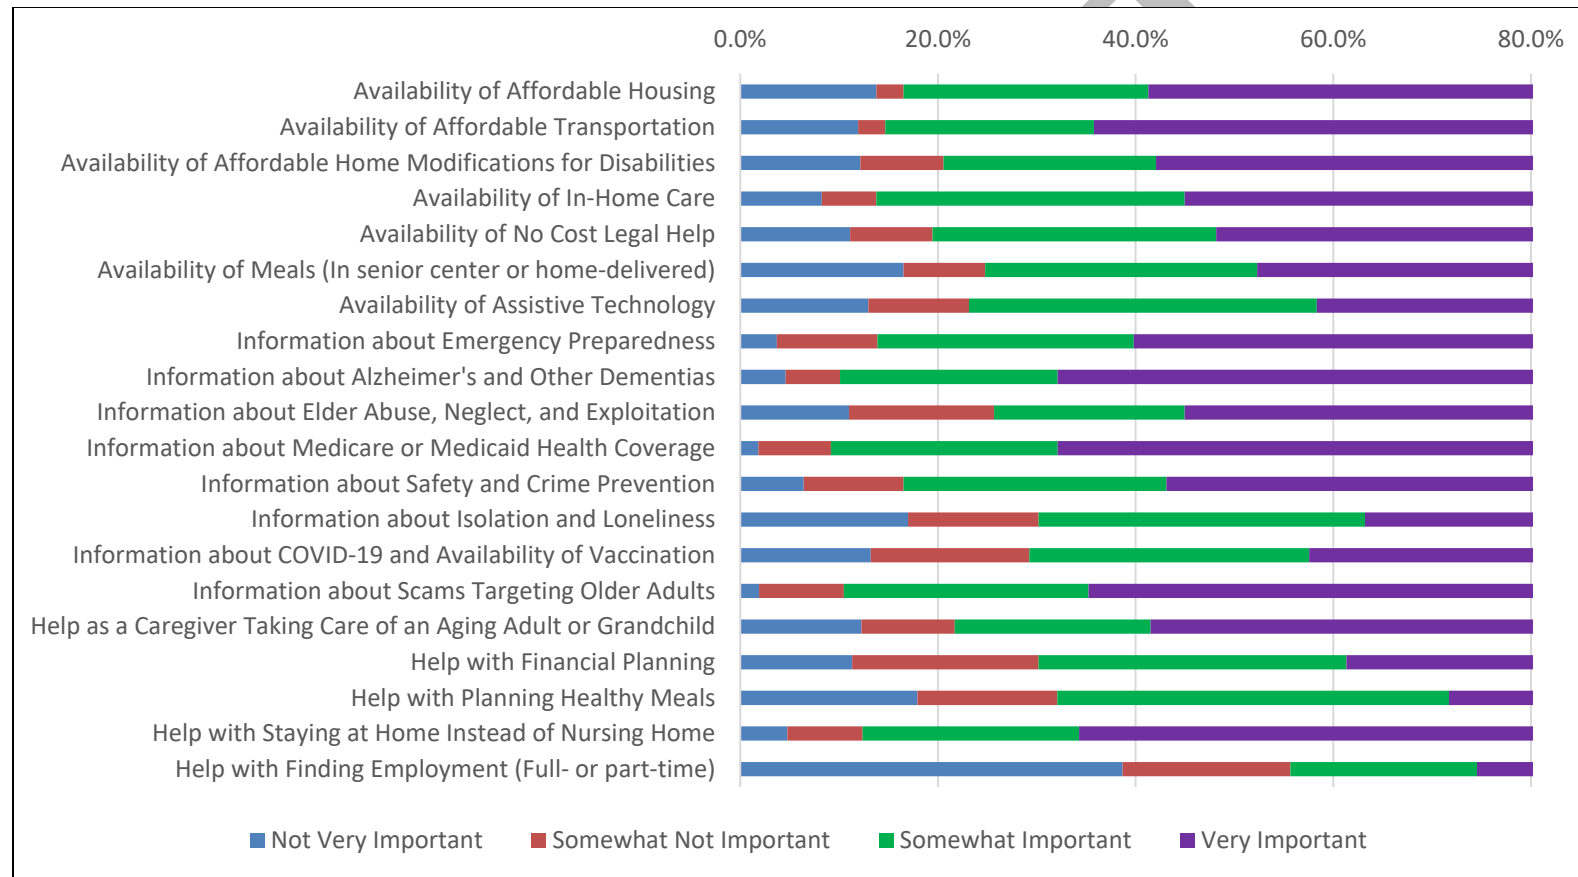 0.0% 20.0% 40.0% 60.0% 80.0%
Availability of Affordable Housing
Availability of Affordable Transportation
Availability of Affordable Home Modifications for Disabilities
Availability of In-Home Care
Availability of No Cost Legal Help
Availability of Meals (In senior center or home-delivered)
Availability of Assistive Technology
Information about Emergency Preparedness
Information about Alzheimer's and Other Dementias
Information about Elder Abuse, Neglect, and Exploitation
Information about Medicare or Medicaid Health Coverage
Information about Safety and Crime Prevention
Information about Isolation and Loneliness
Information about COVID-19 and Availability of Vaccination
Information about Scams Targeting Older Adults
Help as a Caregiver Taking Care of an Aging Adult or Grandchild
Help with Financial Planning
Help with Planning Healthy Meals
Help with Staying at Home Instead of Nursing Home
Help with Finding Employment (Full- or part-time)
Not Very Important Somewhat Not Important Somewhat Important Very Important